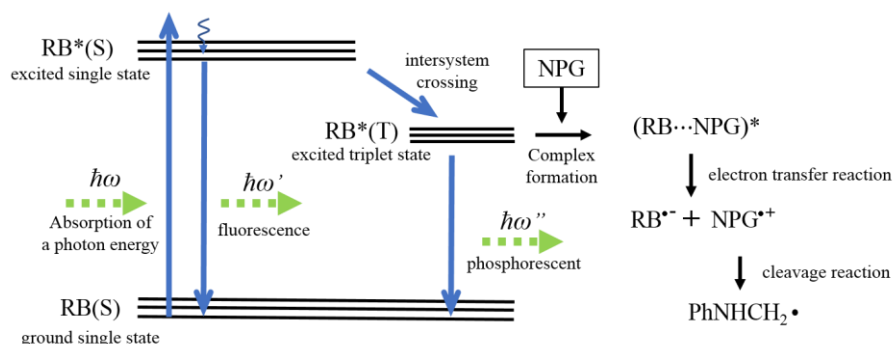 RB*(S)
excited single state
intersystem
crossing
NPG
RB*(T)
excited triplet state
Complex
formation
(RB···NPG)*
electron transfer reaction
RB•- + NPG•+
cleavage reaction
PhNHCH₂•
ħω
Absorption of
a photon energy
ħω’
fluorescence
ħω’’
phosphorescent
RB(S)
ground single state